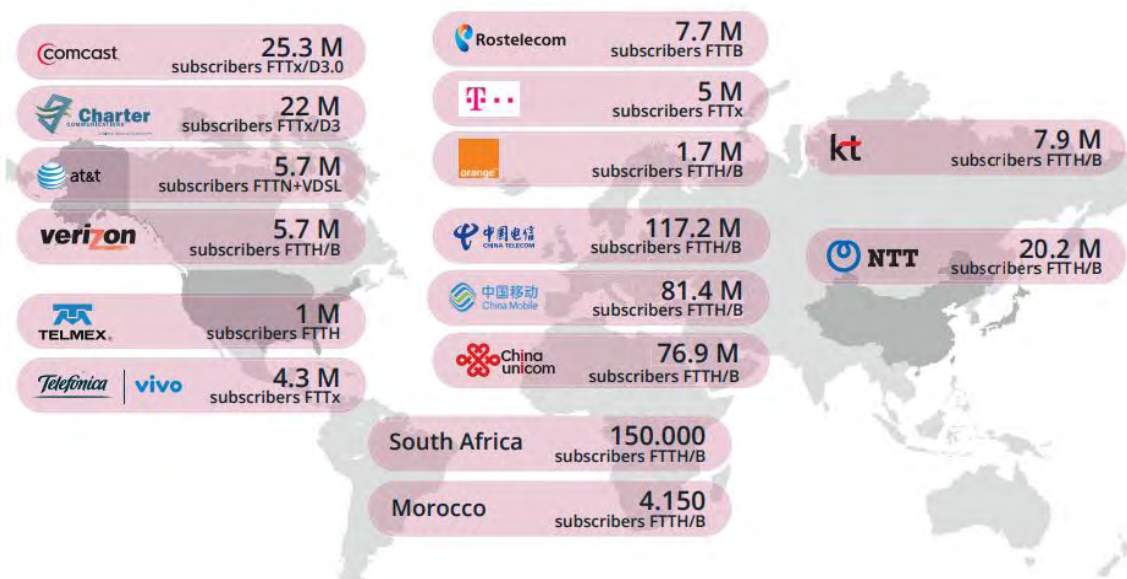 comcast
25.3 M
subscribers FTTx/D3.0
Charter
COMMUNICATIONS
22 M
subscribers FTTx/D3
at&t
5.7 M
subscribers FTTN+VDSL
verizon
5.7 M
subscribers FTTH/B
TELMEX®
1 M
subscribers FTTH
Telefónica | vivo
4.3 M
subscribers FTTx
Rostelecom
7.7 M
subscribers FTTB
T
5 M
subscribers FTTx
orange™
1.7 M
subscribers FTTH/B
中国电信
CHINA TELECOM
117.2 M
subscribers FTTH/B
中国移动
China Mobile
81.4 M
subscribers FTTH/B
China
unicom
76.9 M
subscribers FTTH/B
South Africa
150.000
subscribers FTTH/B
Morocco
4.150
subscribers FTTH/B
kt
7.9 M
subscribers FTTH/B
NTT
20.2 M
subscribers FTTH/B